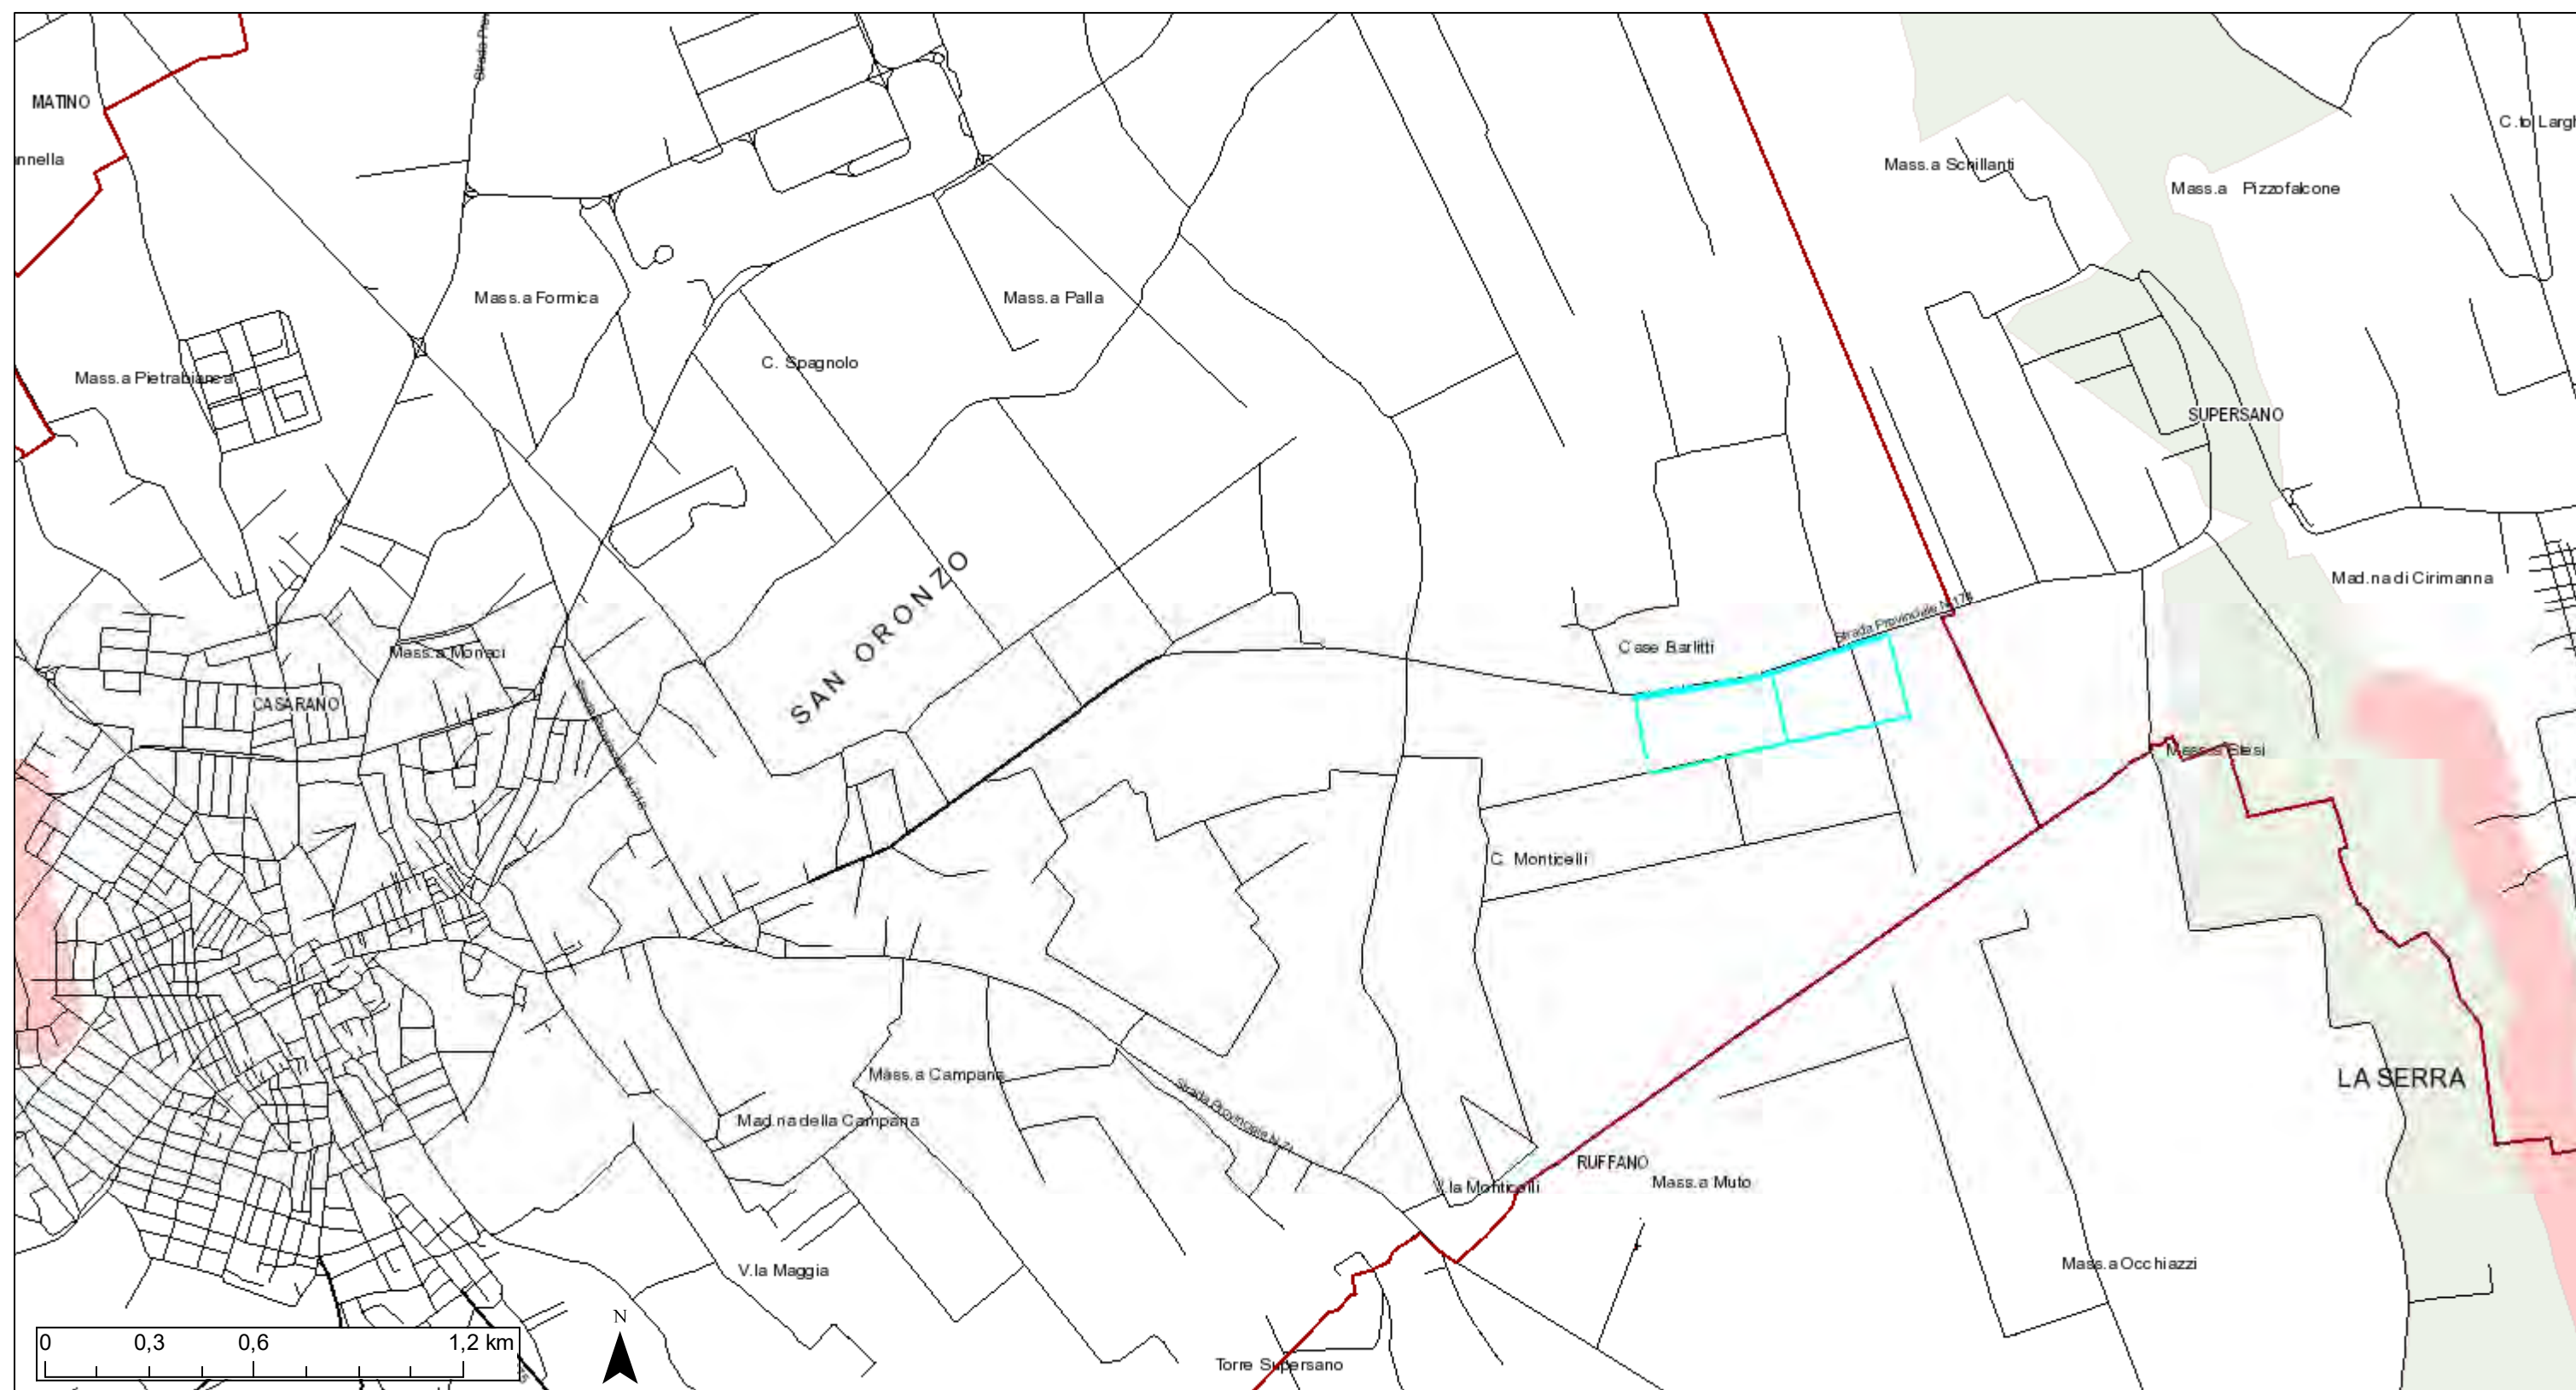 Strada Pro
MATINO
C.to Largh
nnella
Mass.a Schillanti
Mass.a Pizzofalcone
Mass.a Formica
Mass.a Palla
C. Spagnolo
Mass.a Pietrabianca
SUPERSANO
Mad.na di Cirimanna
SAN ORONZO
Strada Provinciale N.174
Case Barlitti
Mass.a Monaci
CASARANO
Mass.a Stesi
C. Monticelli
Mass.a Campana
LA SERRA
Mad.na della Campana
RUFFANO
Mass.a Muto
V.la Monticelli
V.la Maggia
Mass.a Occhiazzi
N
0 0,3 0,6 1,2 km
Torre Supersano